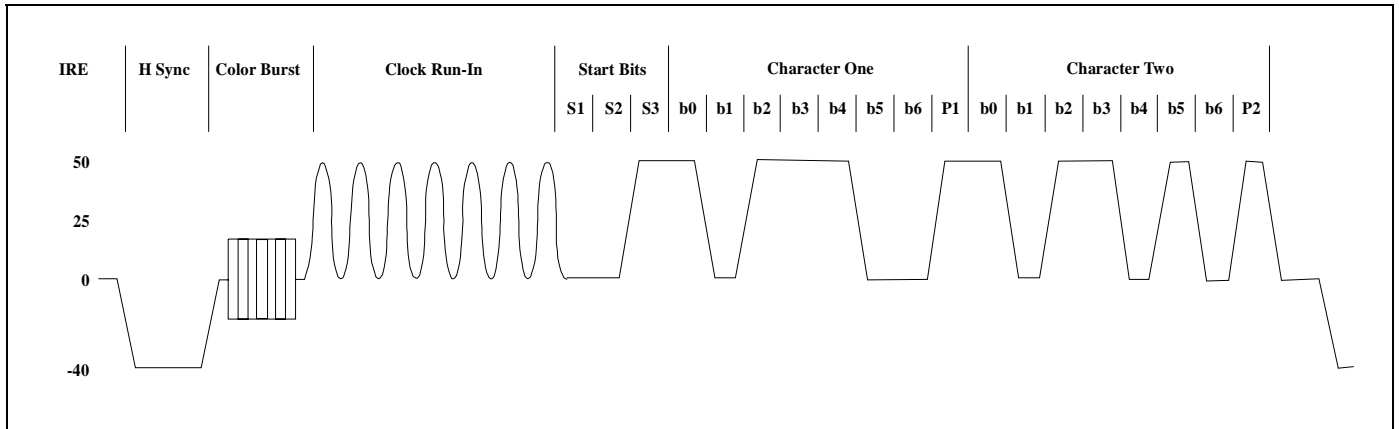 IRE H Sync Color Burst Clock Run-In Start Bits Character One Character Two
S1 S2 S3 b0 b1 b2 b3 b4 b5 b6 P1 b0 b1 b2 b3 b4 b5 b6 P2
50
25
0
-40